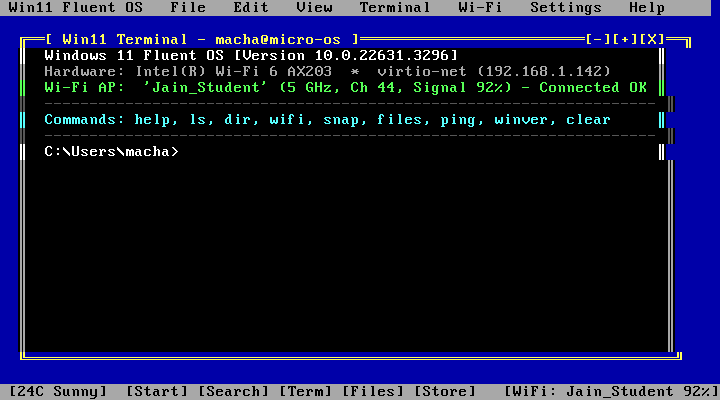 Win11 Fluent OS File Edit View Terminal Wi-Fi Settings Help
[ Win11 Terminal - macha@micro-os ] [-][+][X]
Windows 11 Fluent OS [Version 10.0.22631.3296]
Hardware: Intel(R) Wi-Fi 6 AX203 * virtio-net (192.168.1.142)
Wi-Fi AP: 'Jain_Student' (5 GHz, Ch 44, Signal 92%) - Connected OK
--------------------------------------------------------------------
Commands: help, ls, dir, wifi, snap, files, ping, winver, clear
--------------------------------------------------------------------
C:\Users\macha>
[24C Sunny] [Start] [Search] [Term] [Files] [Store] [WiFi: Jain_Student 92%]